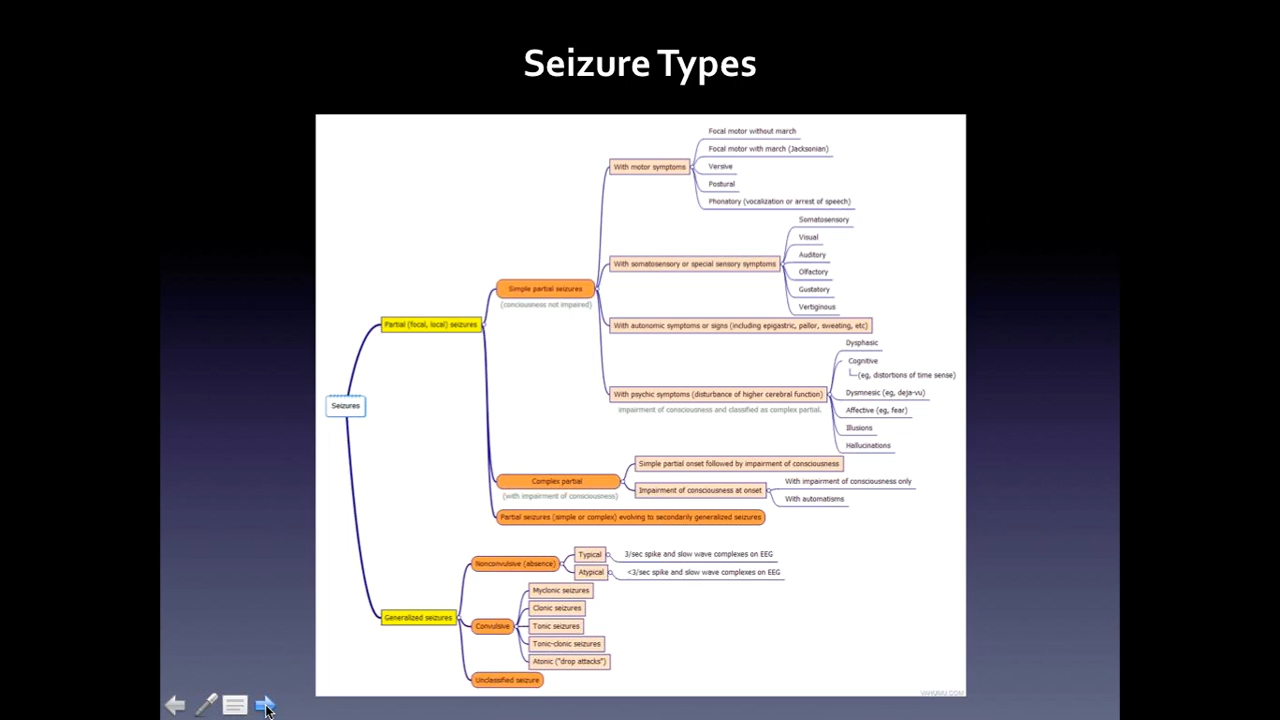 Seizure Types
Focal motor without march
Focal motor with march (Jacksonian)
With motor symptoms
Versive
Postural
Phonatory (vocalization or arrest of speech)
Somatosensory
Visual
Auditory
With somatosensory or special sensory symptoms
Olfactory
Gustatory
Vertiginous
Simple partial seizures
(conciousness not impaired)
Partial (focal, local) seizures
With autonomic symptoms or signs (including epigastric, pallor, sweating, etc)
Dysphasic
Cognitive
(eg, distortions of time sense)
With psychic symptoms (disturbance of higher cerebral function)
impairment of consciousness and classified as complex partial.
Dysmnesic (eg, deja-vu)
Affective (eg, fear)
Illusions
Hallucinations
Seizures
Simple partial onset followed by impairment of consciousness
Complex partial
(with impairment of consciousness)
Impairment of consciousness at onset
With impairment of consciousness only
With automatisms
Partial seizures (simple or complex) evolving to secondarily generalized seizures
Nonconvulsive (absence)
Typical
3/sec spike and slow wave complexes on EEG
Atypical
<3/sec spike and slow wave complexes on EEG
Myclonic seizures
Clonic seizures
Generalized seizures
Convulsive
Tonic seizures
Tonic-clonic seizures
Atonic ("drop attacks")
Unclassified seizure